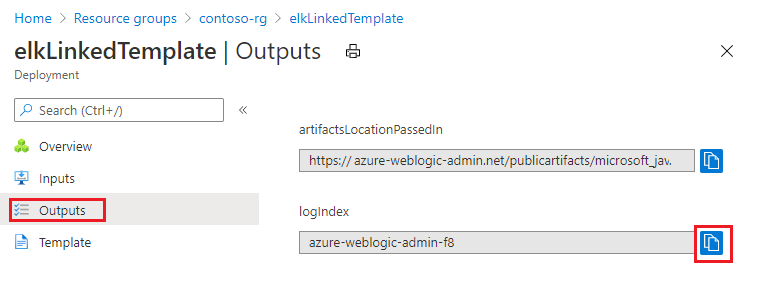 Home > Resource groups > contoso-rg > elkLinkedTemplate
elkLinkedTemplate | Outputs
Deployment
Search (Ctrl+/)
«
Overview
Inputs
Outputs
Template
artifactsLocationPassedIn
https:// azure-weblogic-admin.net/publicartifacts/microsoft_jav.
logIndex
azure-weblogic-admin-f8